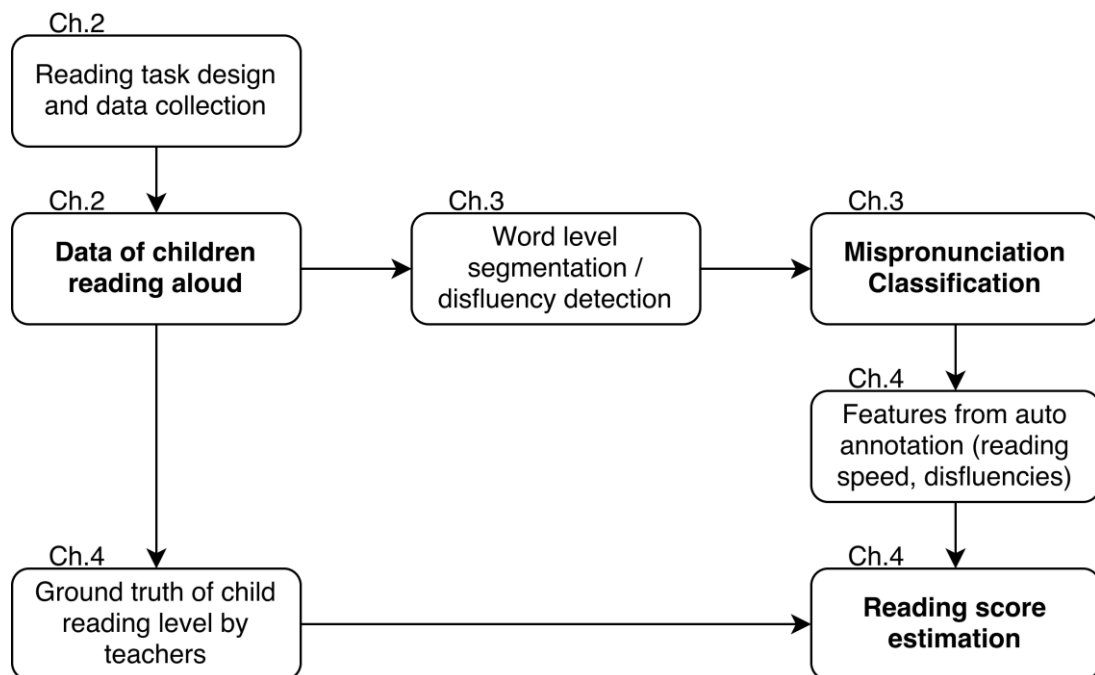 Ch.2
Reading task design
and data collection
Ch.2
Data of children
reading aloud
Ch.3
Word level
segmentation /
disfluency detection
Ch.3
Mispronunciation
Classification
Ch.4
Features from auto
annotation (reading
speed, disfluencies)
Ch.4
Ground truth of child
reading level by
teachers
Ch.4
Reading score
estimation